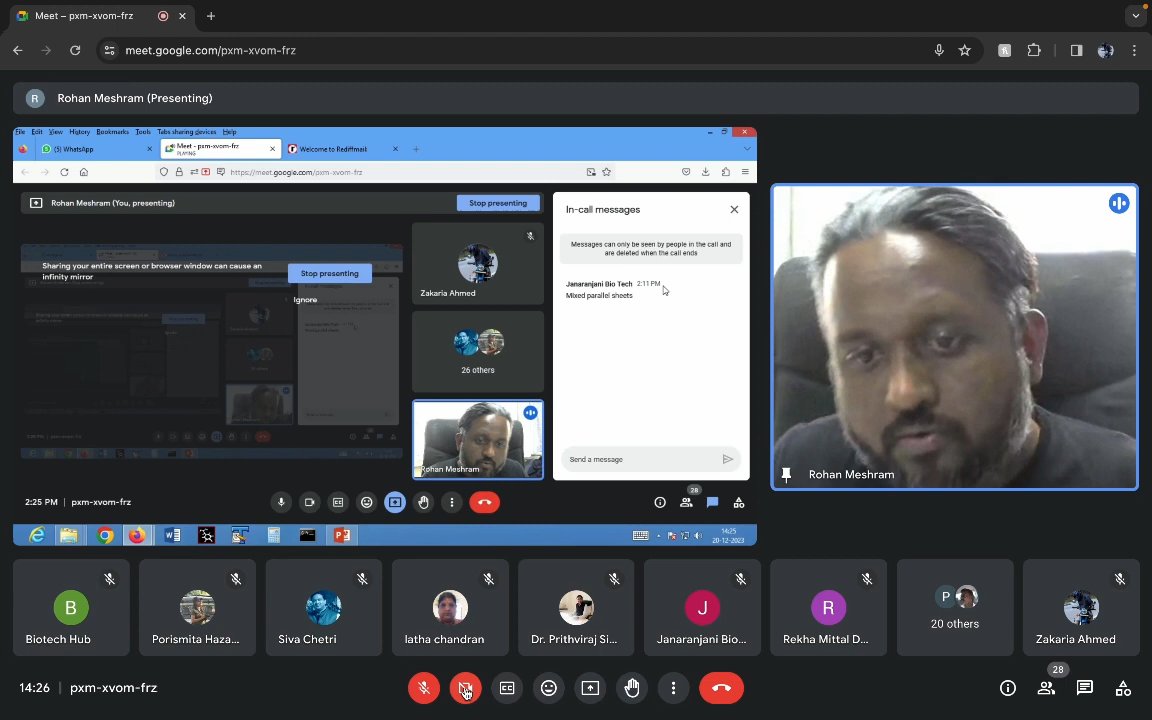 Meet – pxm-xvom-frz
meet.google.com/pxm-xvom-frz
R Rohan Meshram (Presenting)
File Edit View History Bookmarks Tools Tabs sharing devices Help
(5) WhatsApp
Meet - pxm-xvom-frz
PLAYING
Welcome to Rediffmail
https://meet.google.com/pxm-xvom-frz
Rohan Meshram (You, presenting)
Stop presenting
Sharing your entire screen or browser window can cause an
infinity mirror
Stop presenting
Ignore
Zakaria Ahmed
26 others
Rohan Meshram
In-call messages
Messages can only be seen by people in the call and
are deleted when the call ends
Janaranjani Bio Tech 2:11 PM
Mixed parallel sheets
Send a message
2:25 PM | pxm-xvom-frz
28
14:25
20-12-2023
Rohan Meshram
B
Biotech Hub
Porismita Haza...
Siva Chetri
latha chandran
Dr. Prithviraj Si...
J
Janaranjani Bio...
R
Rekha Mittal D...
P
20 others
Zakaria Ahmed
14:26 | pxm-xvom-frz
28